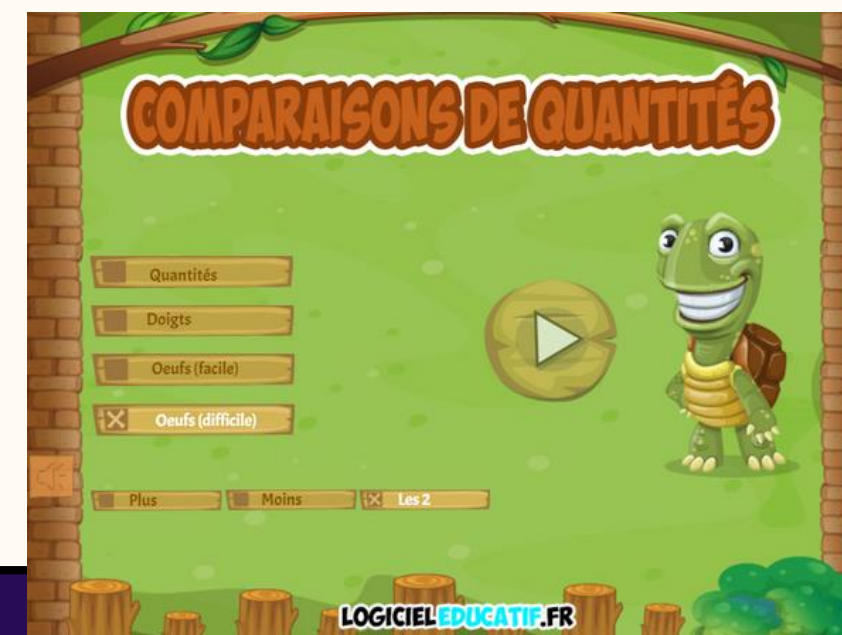 COMPARAISONS DE QUANTITÉS
Quantités
Doigts
Oeufs (facile)
Oeufs (difficile)
Plus Moins Les 2
LOGICIELEDUCATIF.FR